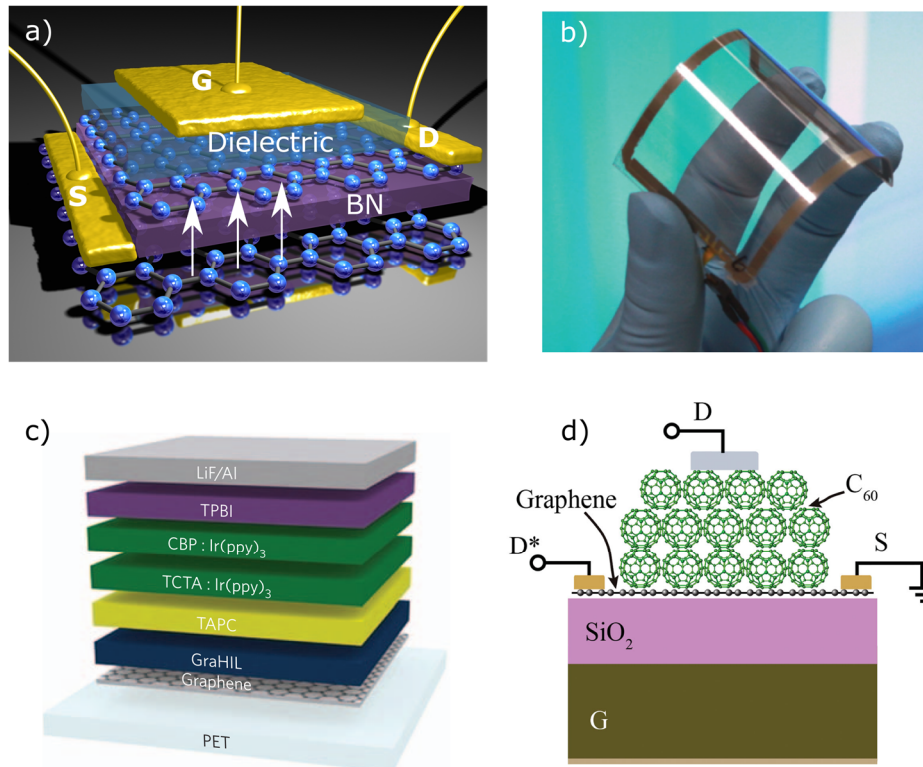 a)
G
Dielectric
D
S
BN
b)
c)
LiF/Al
TPBI
CBP : Ir(ppy)₃
TCTA : Ir(ppy)₃
TAPC
GraHIL
Graphene
PET
d)
D
Graphene
C₆₀
D*
S
SiO₂
G